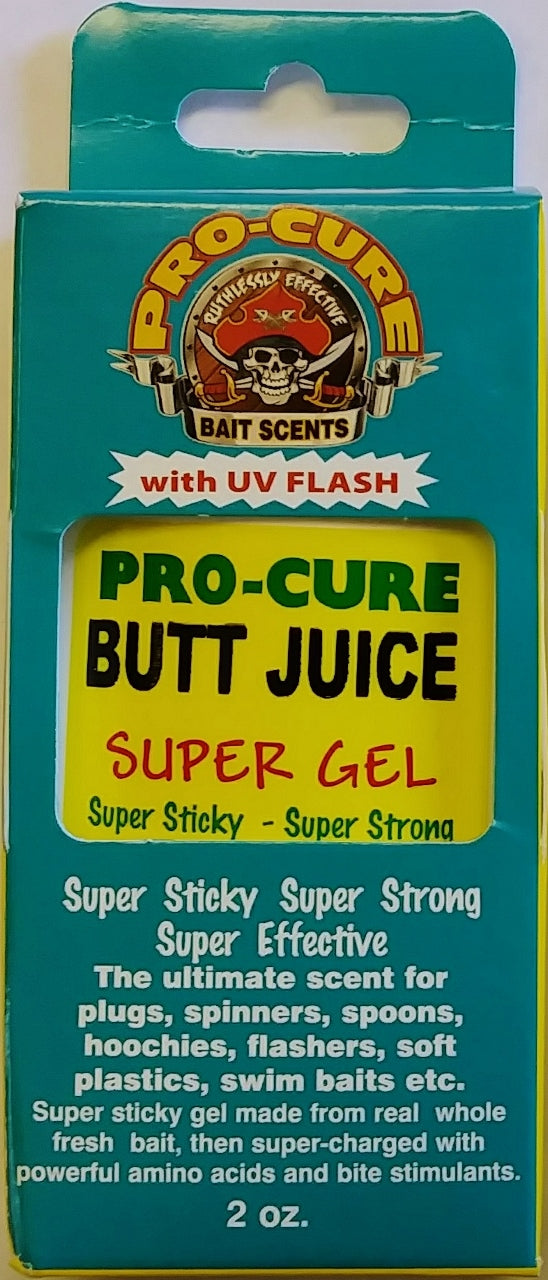 PRO-CURE
RUTHLESSLY EFFECTIVE
BAIT SCENTS
with UV FLASH
PRO-CURE
BUTT JUICE
SUPER GEL
Super Sticky - Super Strong
Super Sticky Super Strong
Super Effective
The ultimate scent for
plugs, spinners, spoons,
hoochies, flashers, soft
plastics, swim baits etc.
Super sticky gel made from real whole
fresh bait, then super-charged with
powerful amino acids and bite stimulants.
2 oz.